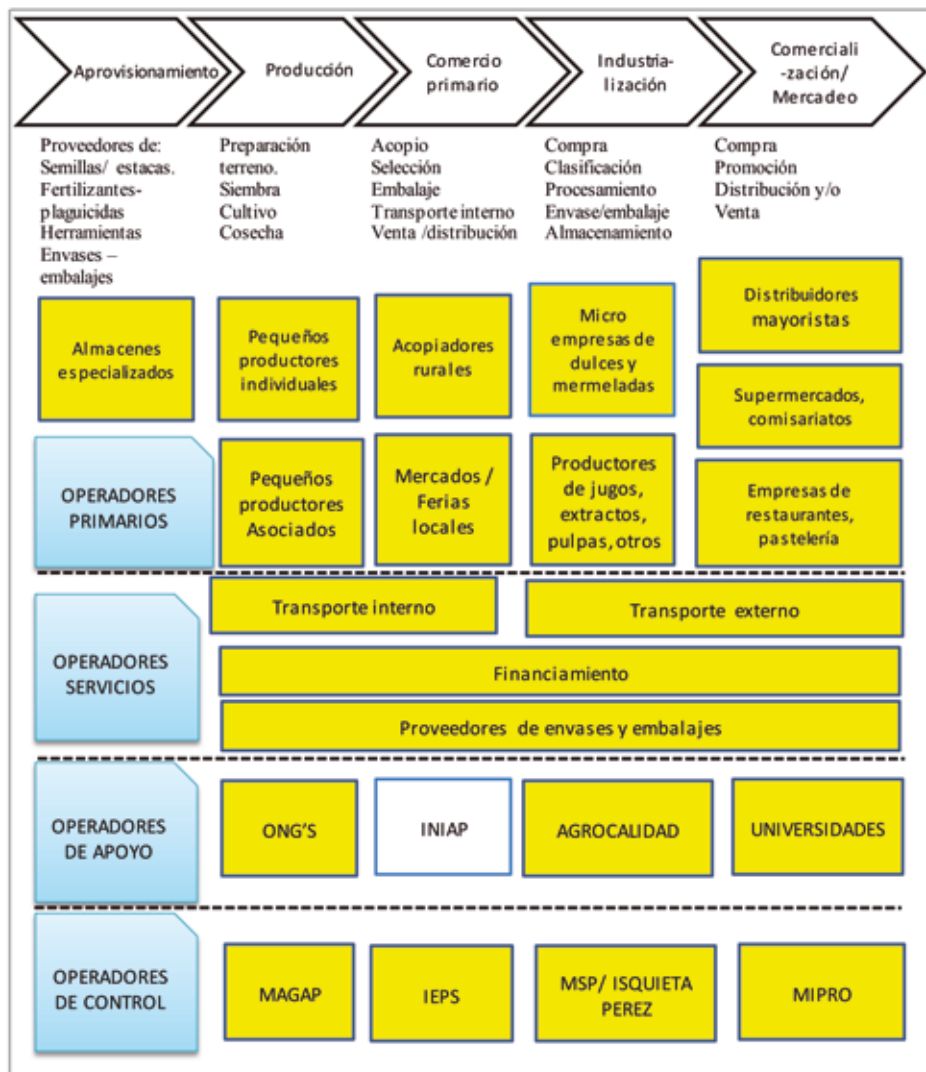 Aprovisionamiento
Producción
Comercio
primario
Industria-
lización
Comerciali
-zación/
Mercadeo
Proveedores de:
Semillas/ estacas.
Fertilizantes-
plaguicidas
Herramientas
Envases –
embalajes
Preparación
terreno.
Siembra
Cultivo
Cosecha
Acopio
Selección
Embalaje
Transporte interno
Venta /distribución
Compra
Clasificación
Procesamiento
Envase/embalaje
Almacenamiento
Compra
Promoción
Distribución y/o
Venta
Almacenes
especializados
Pequeños
productores
individuales
Acopiadores
rurales
Micro
empresas de
dulces y
mermeladas
Distribuidores
mayoristas
Supermercados,
comisariatos
OPERADORES
PRIMARIOS
Pequeños
productores
Asociados
Mercados /
Ferias
locales
Productores
de jugos,
extractos,
pulpas, otros
Empresas de
restaurantes,
pastelería
OPERADORES
SERVICIOS
Transporte interno
Transporte externo
Financiamiento
Proveedores de envases y embalajes
OPERADORES
DE APOYO
ONG'S
INIAP
AGROCALIDAD
UNIVERSIDADES
OPERADORES
DE CONTROL
MAGAP
IEPS
MSP/ ISQUIETA
PEREZ
MIPRO